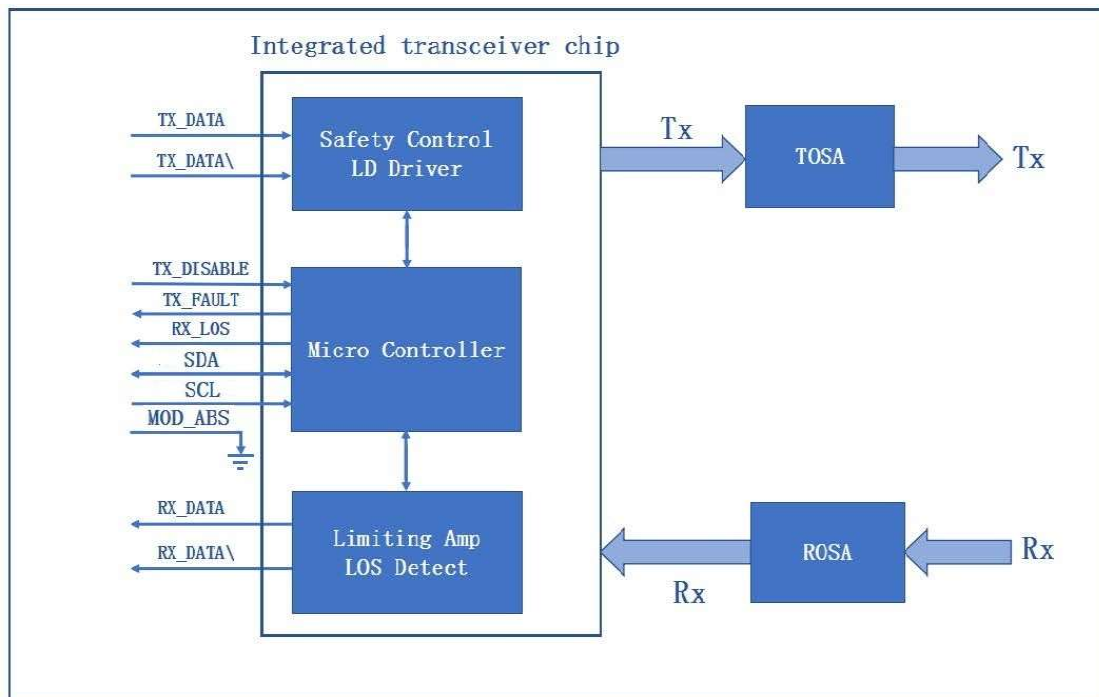 Integrated transceiver chip
TX_DATA
TX_DATA\
Safety Control
LD Driver
Tx
TOSA
Tx
TX_DISABLE
TX_FAULT
RX_LOS
SDA
SCL
MOD_ABS
Micro Controller
RX_DATA
RX_DATA\
Limiting Amp
LOS Detect
Rx
ROSA
Rx